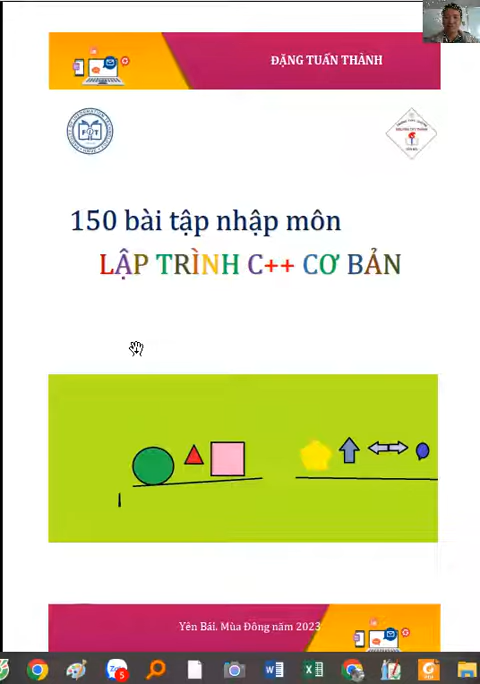 ĐẶNG TUẤN THÀNH
150 bài tập nhập môn
LẬP TRÌNH C++ CƠ BẢN
Yên Bái. Mùa Đông năm 2023